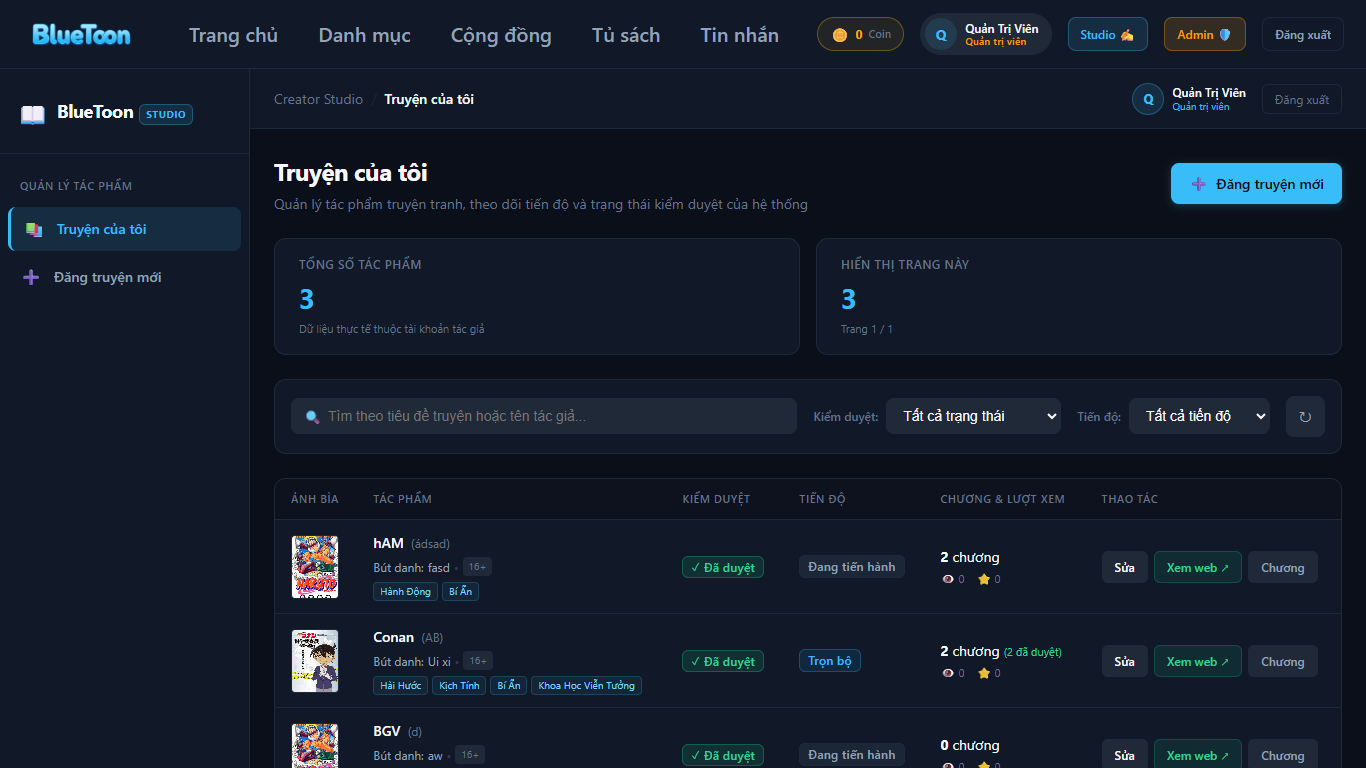 BlueToon Trang chủ Danh mục Cộng đồng Tủ sách Tin nhắn 0 Coin Q Quản Trị Viên Studio Admin Đăng xuất
Quản trị viên
BlueToon STUDIO
Creator Studio / Truyện của tôi Q Quản Trị Viên Đăng xuất
Quản trị viên
QUẢN LÝ TÁC PHẨM
Truyện của tôi
Đăng truyện mới
Truyện của tôi
Quản lý tác phẩm truyện tranh, theo dõi tiến độ và trạng thái kiểm duyệt của hệ thống
Đăng truyện mới
TỔNG SỐ TÁC PHẨM
3
Dữ liệu thực tế thuộc tài khoản tác giả
HIỂN THỊ TRANG NÀY
3
Trang 1 / 1
Tìm theo tiêu đề truyện hoặc tên tác giả... Kiểm duyệt: Tất cả trạng thái Tiến độ: Tất cả tiến độ ↻
ẢNH BÌA TÁC PHẨM KIỂM DUYỆT TIẾN ĐỘ CHƯƠNG & LƯỢT XEM THAO TÁC
hAM (ádsad)
Bút danh: fasd • 16+
Hành Động Bí Ẩn
✓ Đã duyệt Đang tiến hành
2 chương
0 0
Sửa Xem web ↗ Chương
Conan (AB)
Bút danh: Ui xi • 16+
Hài Hước Kịch Tính Bí Ẩn Khoa Học Viễn Tưởng
✓ Đã duyệt Trọn bộ
2 chương (2 đã duyệt)
0 0
Sửa Xem web ↗ Chương
BGV (d)
Bút danh: aw • 16+
✓ Đã duyệt Đang tiến hành
0 chương
0 0
Sửa Xem web ↗ Chương